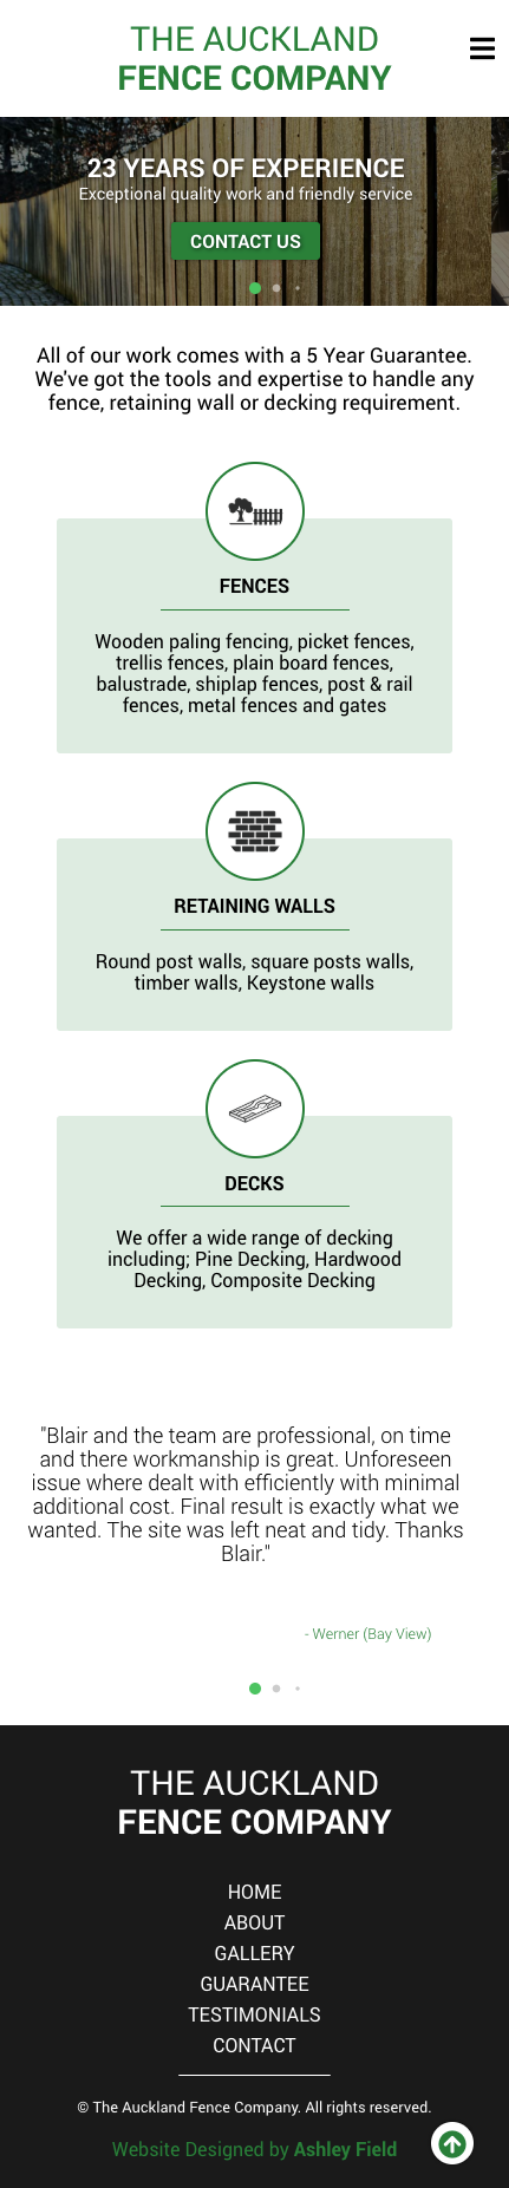 THE AUCKLAND
FENCE COMPANY
23 YEARS OF EXPERIENCE
Exceptional quality work and friendly service
CONTACT US
All of our work comes with a 5 Year Guarantee.
We've got the tools and expertise to handle any
fence, retaining wall or decking requirement.
FENCES
Wooden paling fencing, picket fences,
trellis fences, plain board fences,
balustrade, shiplap fences, post & rail
fences, metal fences and gates
RETAINING WALLS
Round post walls, square posts walls,
timber walls, Keystone walls
DECKS
We offer a wide range of decking
including; Pine Decking, Hardwood
Decking, Composite Decking
"Blair and the team are professional, on time
and there workmanship is great. Unforeseen
issue where dealt with efficiently with minimal
additional cost. Final result is exactly what we
wanted. The site was left neat and tidy. Thanks
Blair."
- Werner (Bay View)
THE AUCKLAND
FENCE COMPANY
HOME
ABOUT
GALLERY
GUARANTEE
TESTIMONIALS
CONTACT
© The Auckland Fence Company. All rights reserved.
Website Designed by Ashley Field